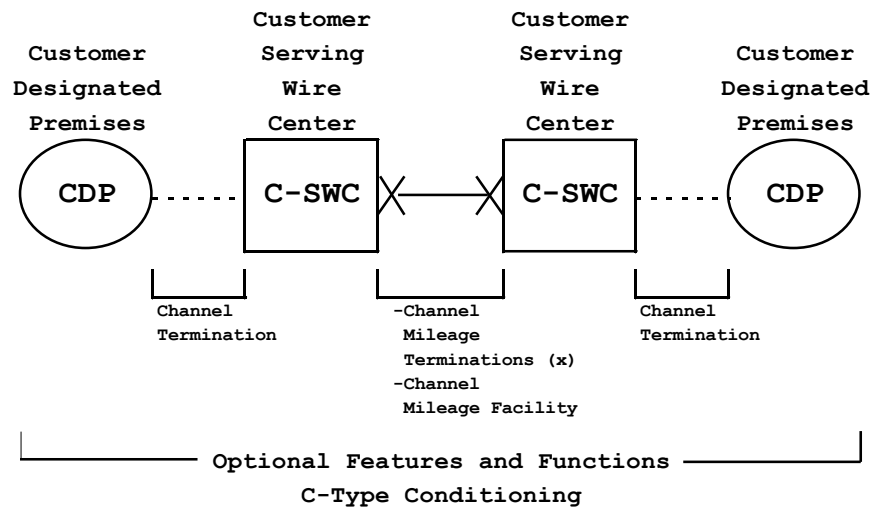 Customer Designated Premises
Customer Serving Wire Center
Customer Serving Wire Center
Customer Designated Premises
CDP
C-SWC
C-SWC
CDP
Channel
Termination
-Channel
Mileage
Terminations (x)
-Channel
Mileage Facility
Channel
Termination
Optional Features and Functions
C-Type Conditioning